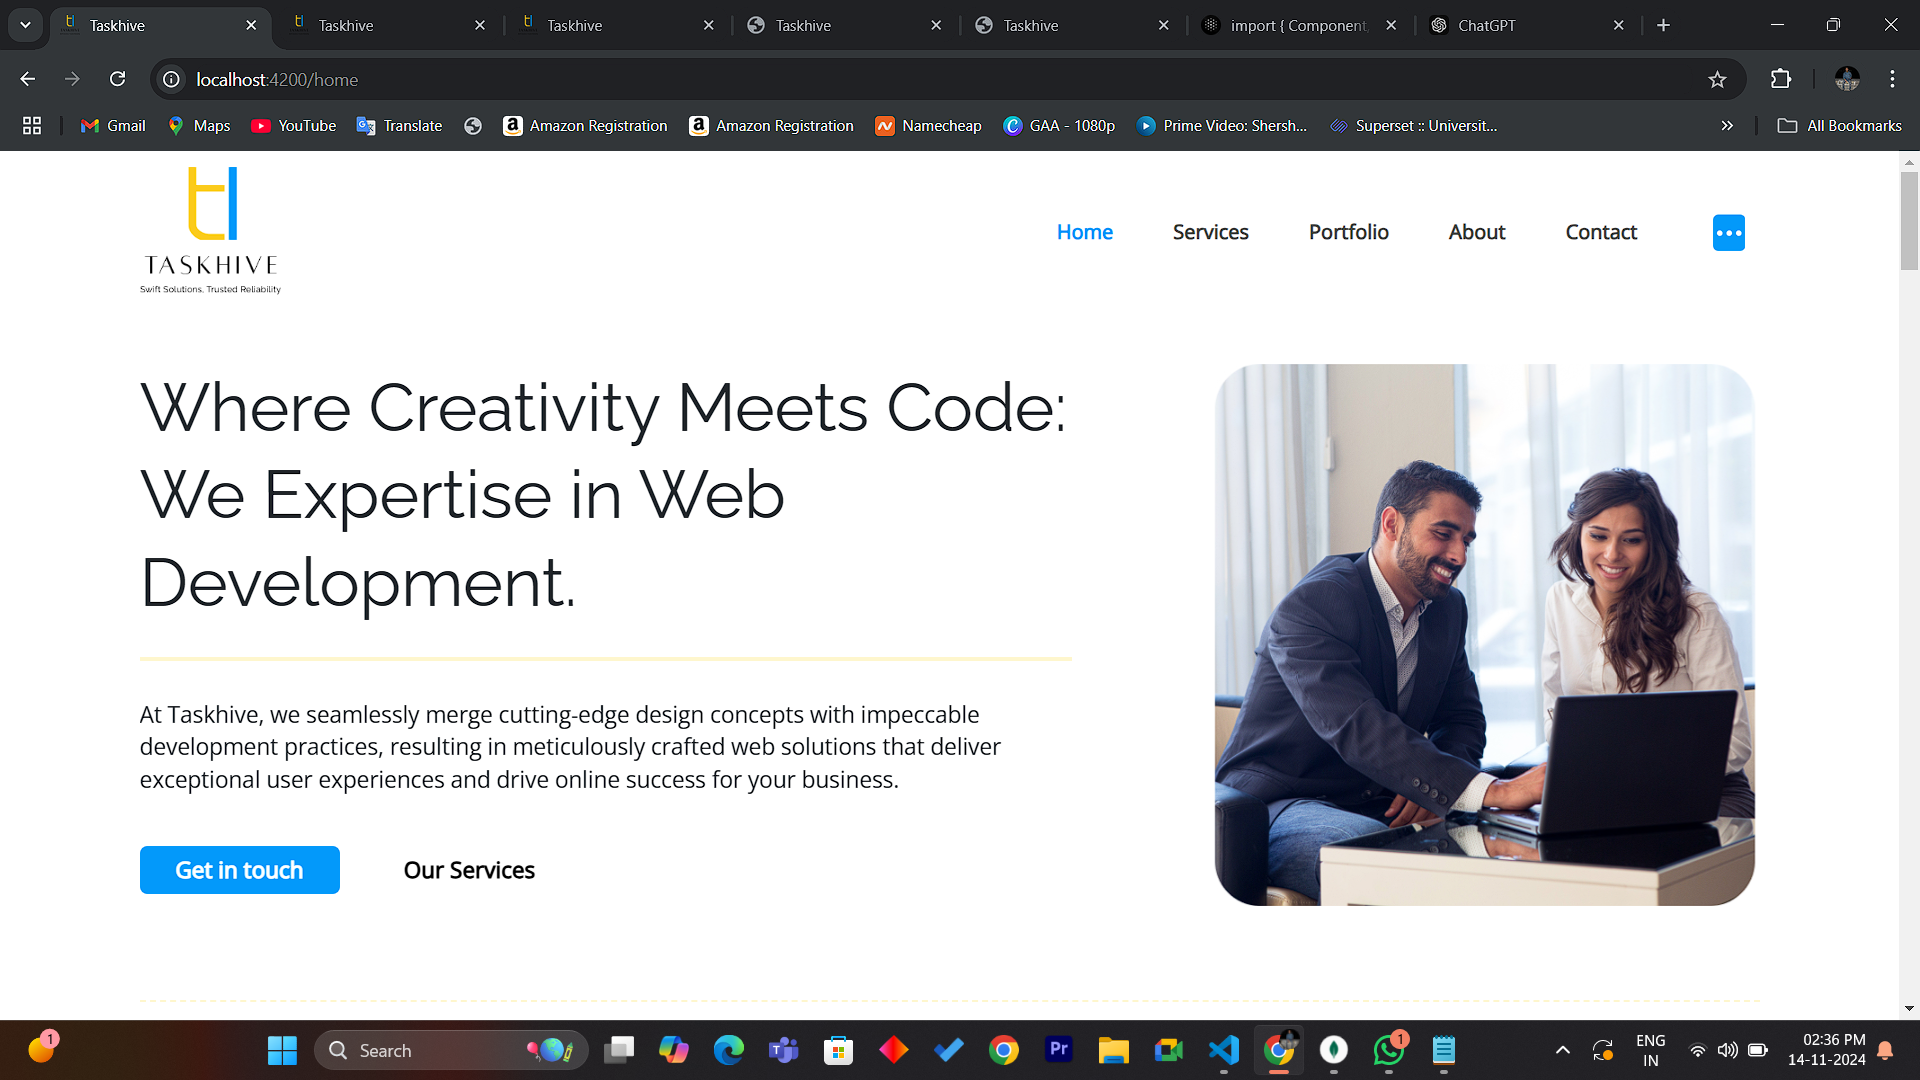 Taskhive
Taskhive
Taskhive
Taskhive
Taskhive
import { Component,
ChatGPT
localhost:4200/home
Gmail
Maps
YouTube
Translate
Amazon Registration
Amazon Registration
Namecheap
GAA - 1080p
Prime Video: Shersh...
Superset :: Universit...
All Bookmarks
TASKHIVE
Swift Solutions, Trusted Reliability
Home
Services
Portfolio
About
Contact
Where Creativity Meets Code:
We Expertise in Web
Development.
At Taskhive, we seamlessly merge cutting-edge design concepts with impeccable
development practices, resulting in meticulously crafted web solutions that deliver
exceptional user experiences and drive online success for your business.
Get in touch
Our Services
1
Search
Pr
1
ENG
IN
02:36 PM
14-11-2024